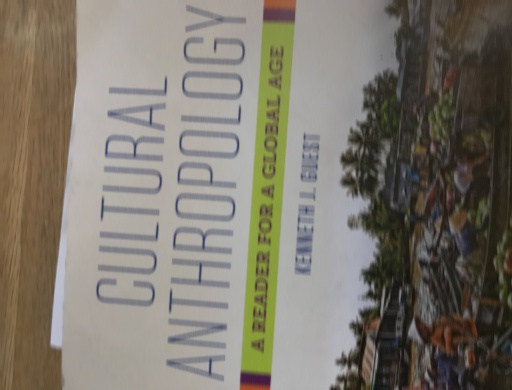 CULTURAL
ANTHROPOLOGY
A READER FOR A GLOBAL AGE
KENNETH J. GUEST